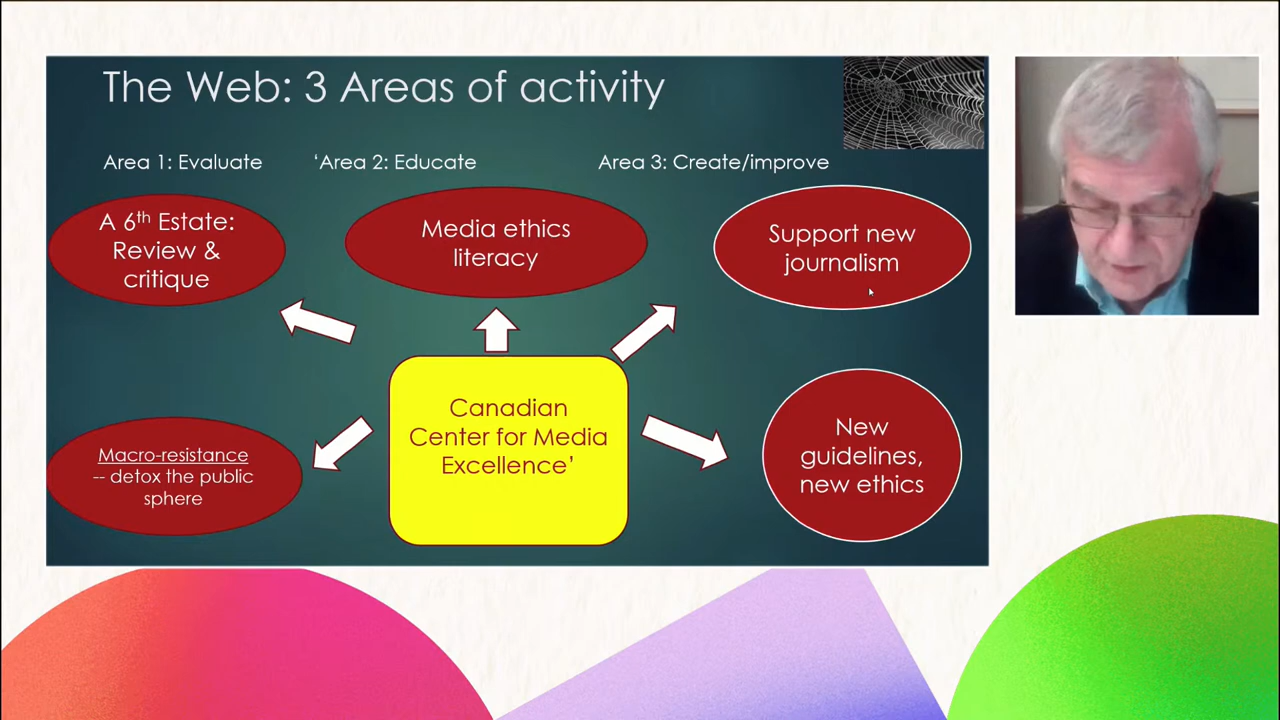 The Web: 3 Areas of activity
Area 1: Evaluate
‘Area 2: Educate
Area 3: Create/improve
A 6th Estate:
Review &
critique
Media ethics
literacy
Support new
journalism
Macro-resistance
-- detox the public
sphere
Canadian
Center for Media
Excellence’
New
guidelines,
new ethics